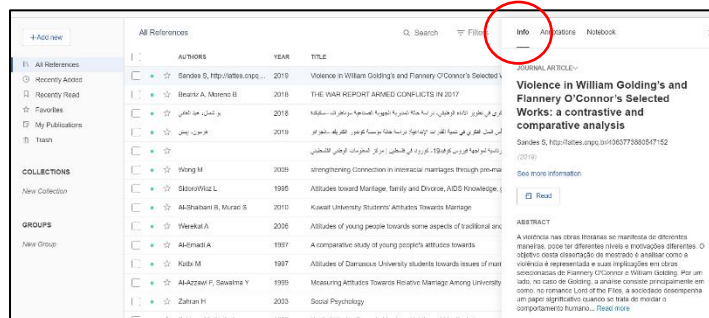 +Add new
All References
Recently Added
Recently Read
Favorites
My Publications
Trash
COLLECTIONS
New Collection
GROUPS
New Group
All References
Search
Filters
AUTHORS YEAR TITLE
Sandes S, http://lattes.cnpq... 2019 Violence in William Golding's and Flannery O'Connor's Selected
Beatriz A, Moreno B 2018 THE WAR REPORT ARMED CONFLICTS IN 2017
2018
2019
Wong M 2009 strengthening Connection in interracial marriages through pre-mar
SidoroWicz L 1995 Attitudes toward Marriage, family and Divorce, AIDS Knowledge,
Al-Shaibani B, Murad S 2010 Kuwait University Students' Attitudes Towards Marriage
Werekat A 2006 Attitudes of young people towards some aspects of traditional and
Al-Emadi A 1997 A comparative study of young people's attitudes towards
Katbi M 1997 Attitudes of Damascus University students towards issues of marr
Al-Azzawi F, Sawalma Y 1999 Measuring Attitudes Towards Relative Marriage Among University
Zahran H 2003 Social Psychology
Info Annotations Notebook
JOURNAL ARTICLE
Violence in William Golding's and
Flannery O'Connor's Selected
Works: a contrastive and
comparative analysis
Sandes S, http://lattes.cnpq.br/4063773880547152
(2019)
See more information
Read
ABSTRACT
A violência nas obras literárias se manifesta de diferentes
maneiras, pode ter diferentes níveis e motivações diferentes. O
objetivo desta dissertação de mestrado é analisar como a
violência é representada e suas implicações em obras
selecionadas de Flannery O'Connor e William Golding. Por um
lado, no caso de Golding, a análise consiste principalmente em
como, no romance Lord of the Flies, a sociedade desempenha
um papel significativo quando se trata de moldar o
comportamento humano... Read more